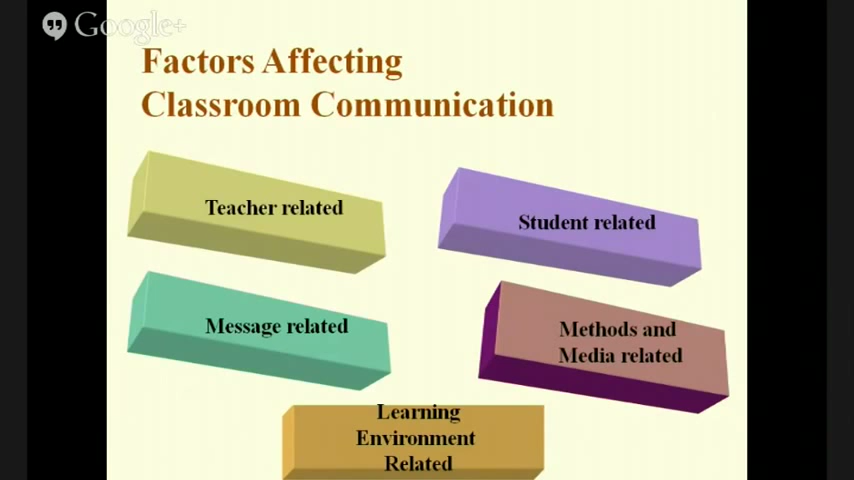 Google+
Factors Affecting
Classroom Communication
Teacher related
Student related
Message related
Methods and
Media related
Learning
Environment
Related